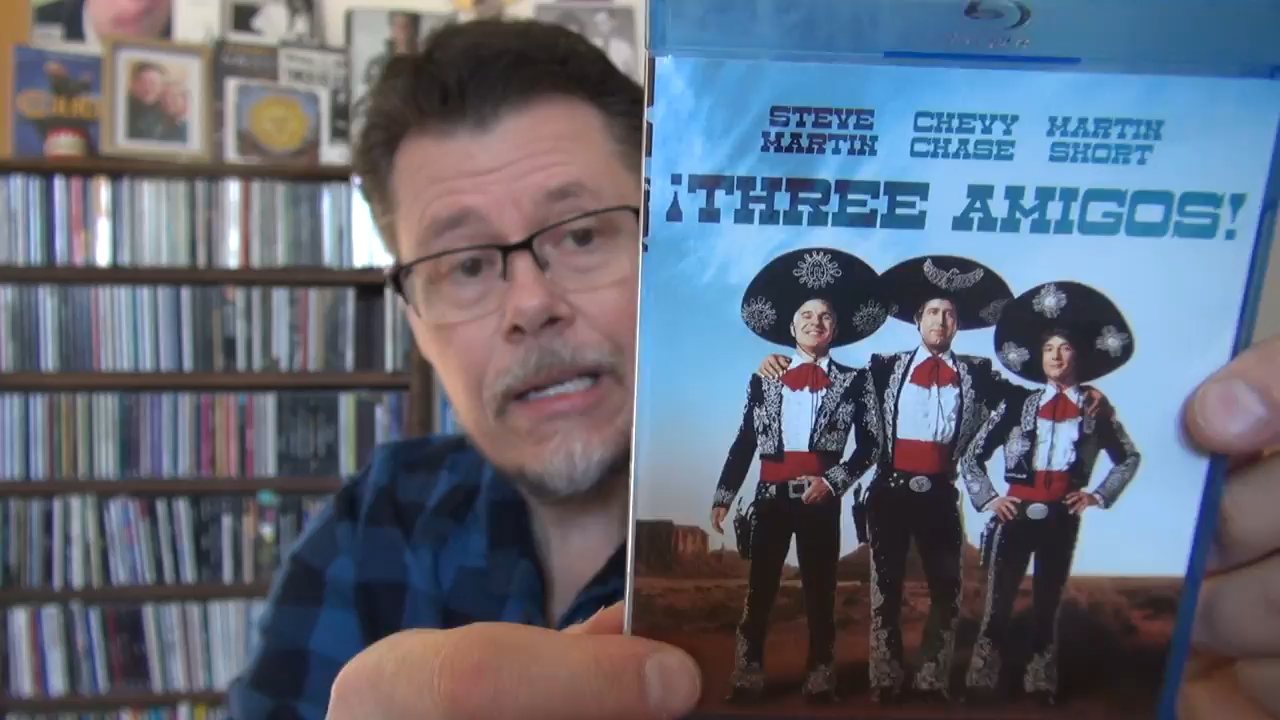 STEVE MARTIN
CHEVY CHASE
MARTIN SHORT
¡THREE AMIGOS!